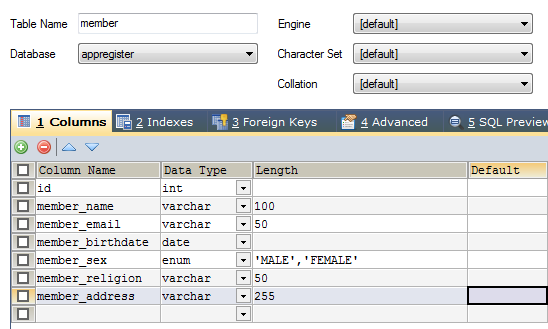 Table Name member Engine [default]
Database appregister Character Set [default]
Collation [default]
1 Columns 2 Indexes 3 Foreign Keys 4 Advanced 5 SQL Preview
Column Name Data Type Length Default
id int
member_name varchar 100
member_email varchar 50
member_birthdate date
member_sex enum 'MALE','FEMALE'
member_religion varchar 50
member_address varchar 255